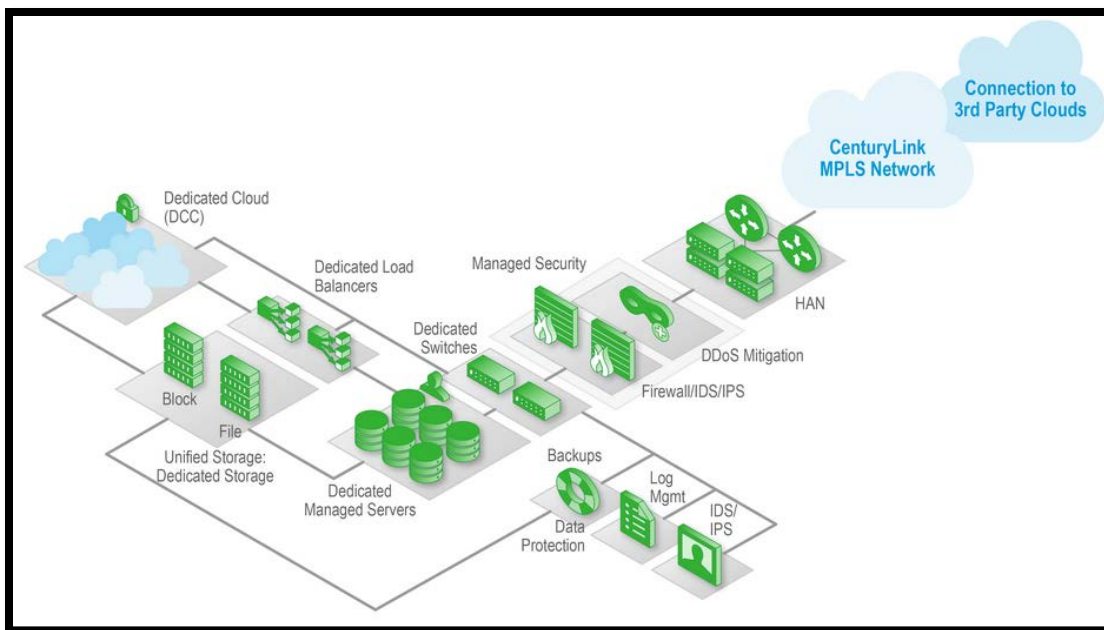 Connection to
3rd Party Clouds
CenturyLink
MPLS Network
Dedicated Cloud
(DCC)
Dedicated Load
Balancers
Managed Security
HAN
Dedicated
Switches
DDoS Mitigation
Firewall/IDS/IPS
Block
File
Unified Storage:
Dedicated Storage
Dedicated
Managed Servers
Backups
Data
Protection
Log
Mgmt
IDS/
IPS